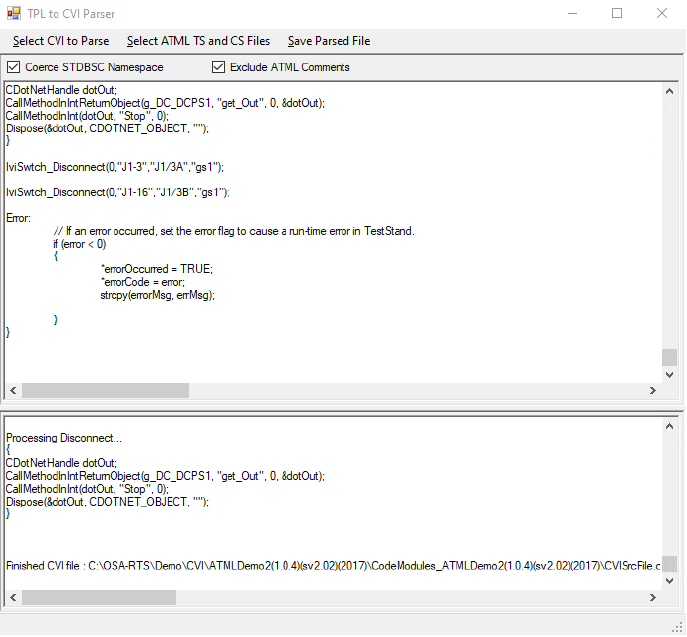 TPL to CVI Parser
Select CVI to Parse Select ATML TS and CS Files Save Parsed File
Coerce STDBSC Namespace Exclude ATML Comments
CDotNetHandle dotOut;
CallMethodInIntReturnObject(g_DC_DCPS1, "get_Out", 0, &dotOut);
CallMethodInInt(dotOut, "Stop", 0);
Dispose(&dotOut, CDOTNET_OBJECT, "");
}
IviSwtch_Disconnect(0,"J1-3","J1/3A","gs1");
IviSwtch_Disconnect(0,"J1-16","J1/3B","gs1");
Error:
// If an error occurred, set the error flag to cause a run-time error in TestStand.
if (error < 0)
{
*errorOccurred = TRUE;
*errorCode = error;
strcpy(errorMsg, errMsg);
}
}
Processing Disconnect...
{
CDotNetHandle dotOut;
CallMethodInIntReturnObject(g_DC_DCPS1, "get_Out", 0, &dotOut);
CallMethodInInt(dotOut, "Stop", 0);
Dispose(&dotOut, CDOTNET_OBJECT, "");
}
Finished CVI file : C:\OSA-RTS\Demo\CVI\ATMLDemo2(1.0.4)(sv2.02)(2017)\CodeModules_ATMLDemo2(1.0.4)(sv2.02)(2017)\CVISrcFile.c